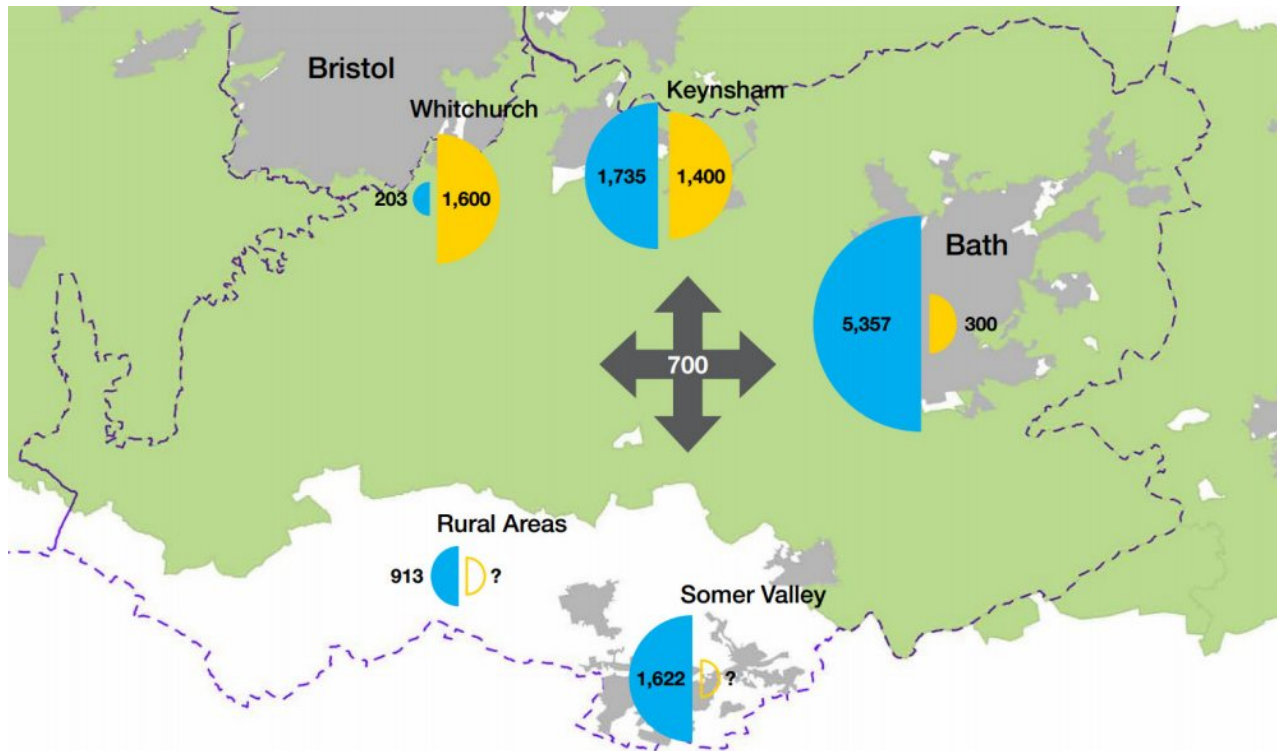 Bristol
Whitchurch
Keynsham
203
1,600
1,735
1,400
Bath
5,357
300
700
Rural Areas
913
?
Somer Valley
1,622
?